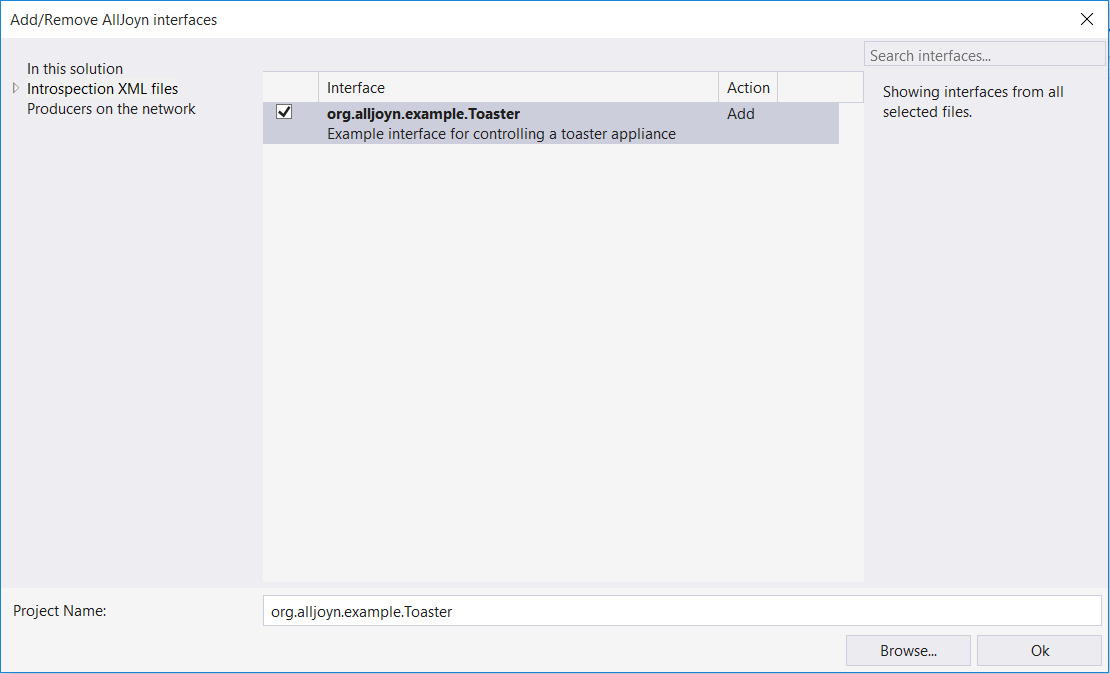 Add/Remove AllJoyn interfaces
Search interfaces...
In this solution
Introspection XML files
Producers on the network
Interface Action
org.alljoyn.example.Toaster Add
Example interface for controlling a toaster appliance
Showing interfaces from all
selected files.
Project Name: org.alljoyn.example.Toaster
Browse... Ok